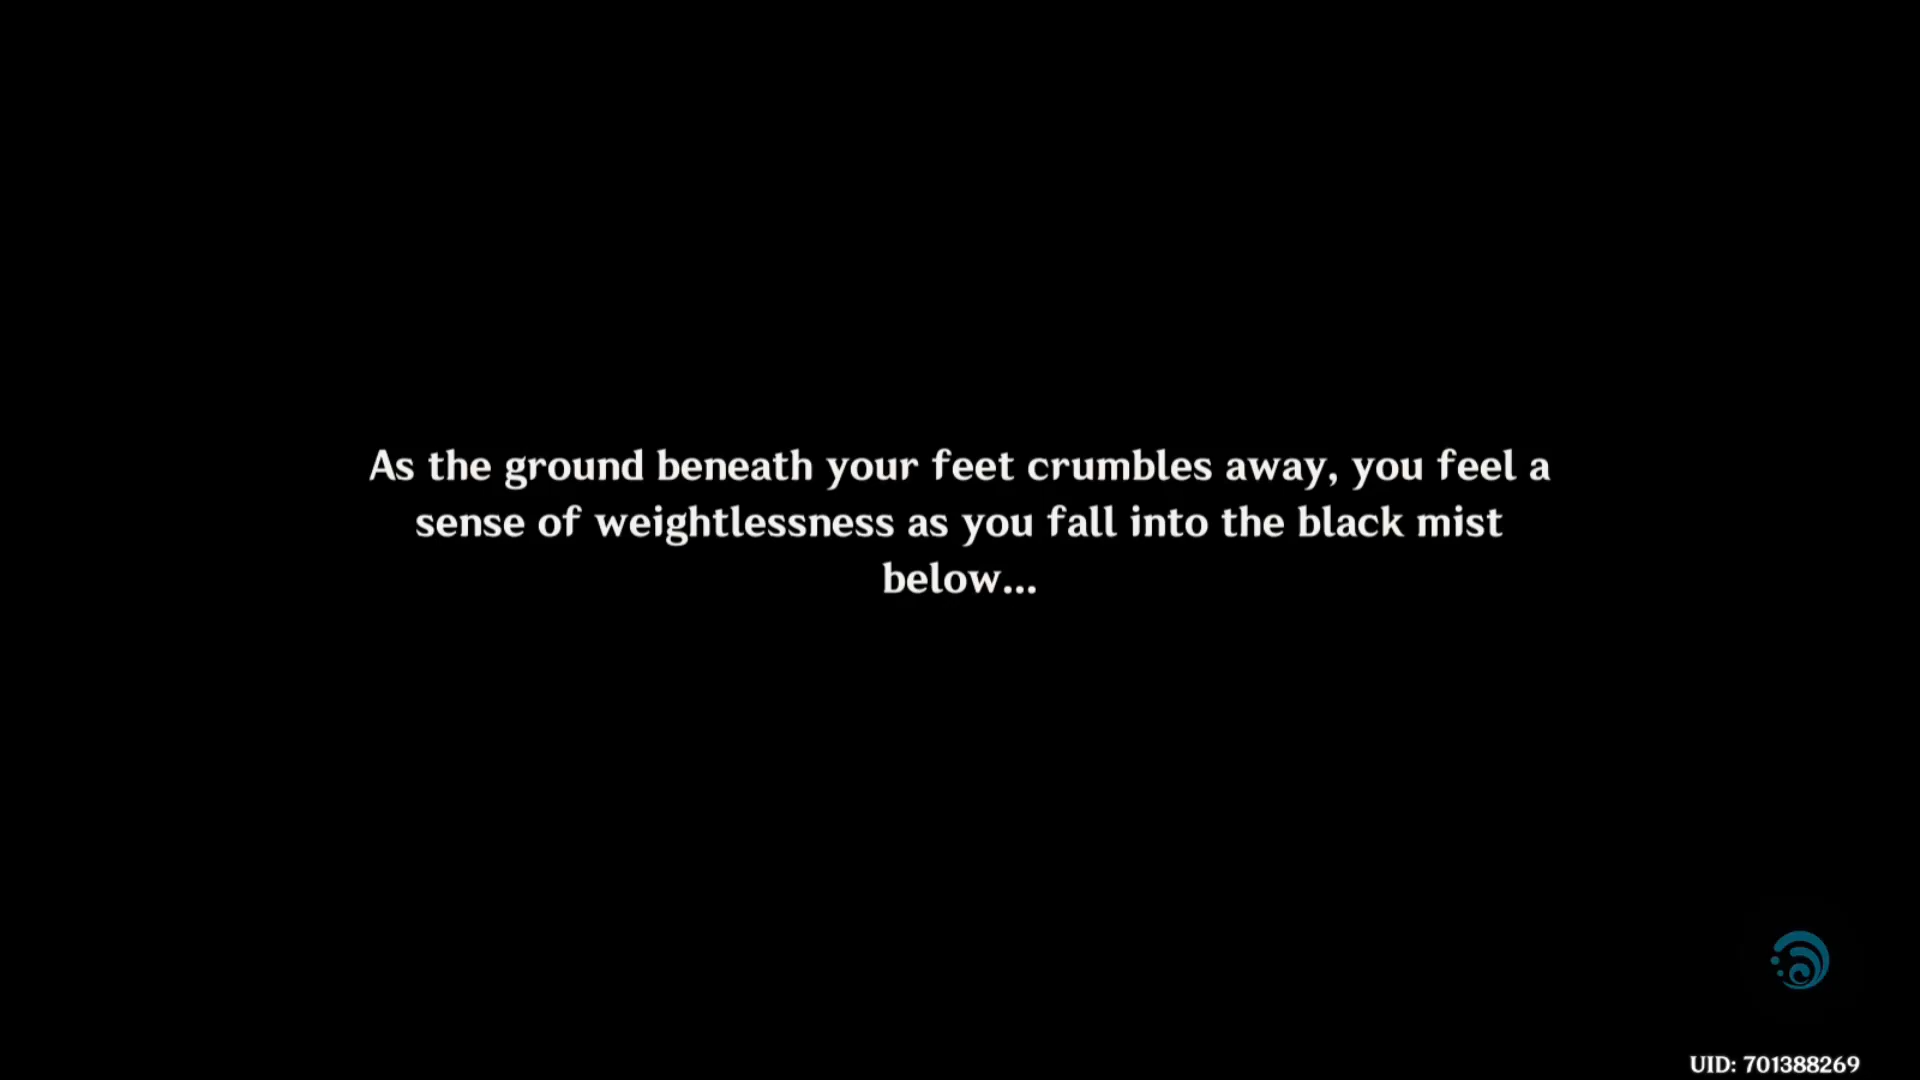 As the ground beneath your feet crumbles away, you feel a
sense of weightlessness as you fall into the black mist
below...
UID: 701388269